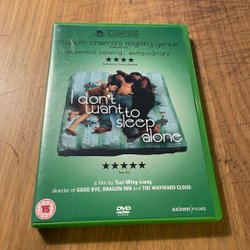 "modern cinema's reigning genius"
"essential viewing... extraordinary"
★★★★
I don't
want to
sleep
alone
★★★★★
a film by Tsai Ming-Liang
director of GOOD BYE, DRAGON INN and THE WAYWARD CLOUD
15
DVD
VIDEO
axiom FILMS